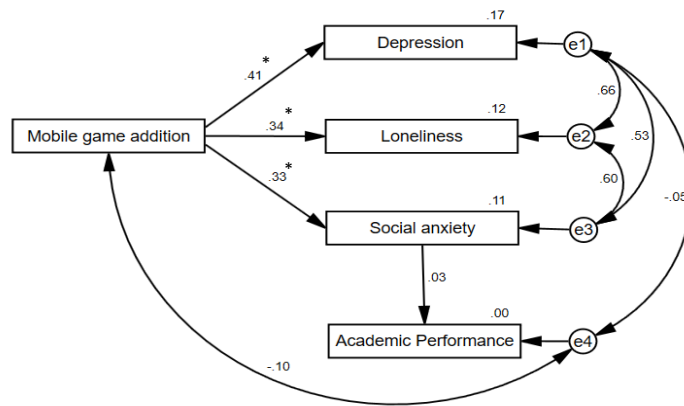 .17
Depression
e1
.41
*
.66
.12
*
.34
Mobile game addition
Loneliness
e2
.53
.33
*
.60
-.05
.11
Social anxiety
e3
.03
.00
Academic Performance
e4
-.10